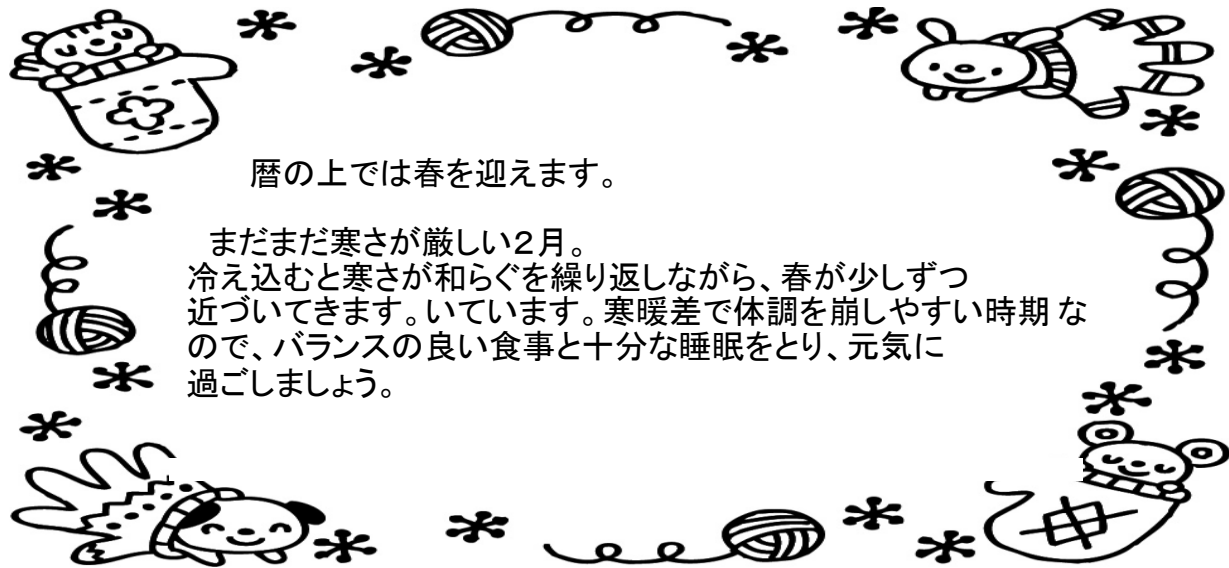 暦の上では春を迎えます。
まだまだ寒さが厳しい２月。
冷え込むと寒さが和らぐを繰り返しながら、春が少しずつ
近づいてきます。いています。寒暖差で体調を崩しやすい時期 な
ので、バランスの良い食事と十分な睡眠をとり、元気に
過ごしましょう。